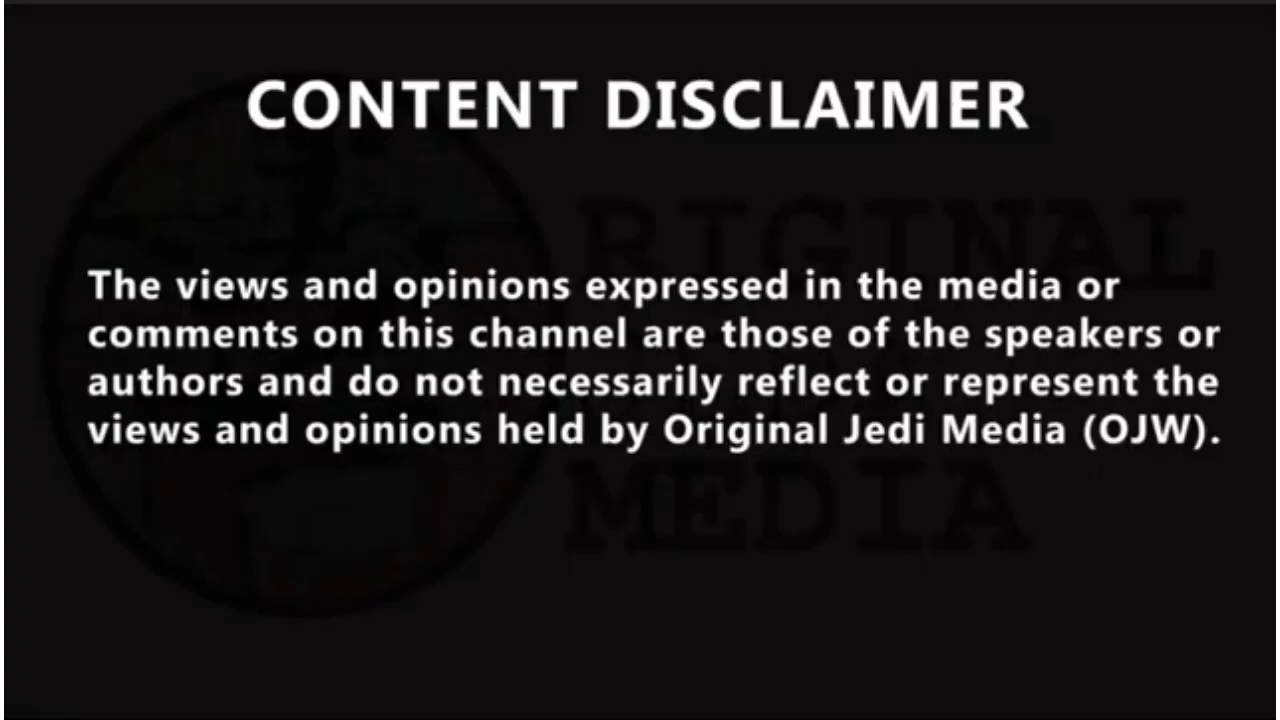 CONTENT DISCLAIMER
RIGINAL
The views and opinions expressed in the media or
comments on this channel are those of the speakers or
authors and do not necessarily reflect or represent the
views and opinions held by Original Jedi Media (OJW).
MEDIA